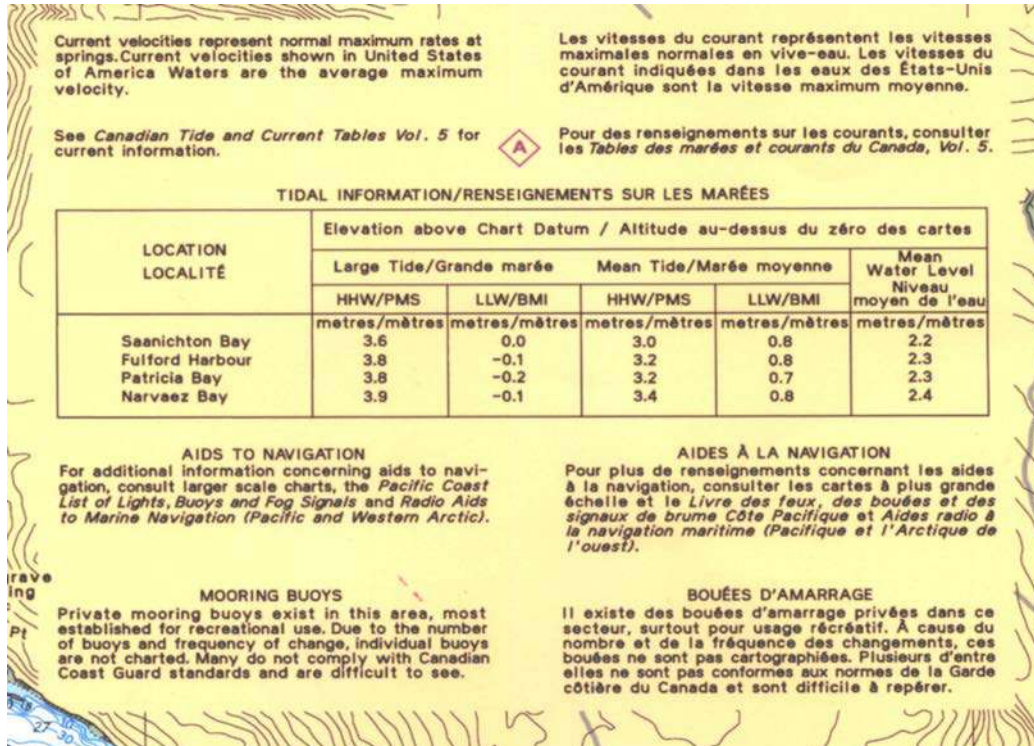 Current velocities represent normal maximum rates at
springs.Current velocities shown in United States
of America Waters are the average maximum
velocity.
Les vitesses du courant représentent les vitesses
maximales normales en vive-eau. Les vitesses du
courant indiquées dans les eaux des États-Unis
d'Amérique sont la vitesse maximum moyenne.
See Canadian Tide and Current Tables Vol. 5 for
current information.
A
Pour des renseignements sur les courants, consulter
les Tables des marées et courants du Canada, Vol. 5.
TIDAL INFORMATION/RENSEIGNEMENTS SUR LES MARÉES
LOCATION
LOCALITÉ
Elevation above Chart Datum / Altitude au-dessus du zéro des cartes
Large Tide/Grande marée Mean Tide/Marée moyenne
Mean
Water Level
Niveau
moyen de l'eau
HHW/PMS LLW/BMI HHW/PMS LLW/BMI
metres/mètres metres/mètres metres/mètres metres/mètres metres/mètres
Saanichton Bay 3.6 0.0 3.0 0.8 2.2
Fulford Harbour 3.8 -0.1 3.2 0.8 2.3
Patricia Bay 3.8 -0.2 3.2 0.7 2.3
Narvaez Bay 3.9 -0.1 3.4 0.8 2.4
AIDS TO NAVIGATION
For additional information concerning aids to navi-
gation, consult larger scale charts, the Pacific Coast
List of Lights, Buoys and Fog Signals and Radio Aids
to Marine Navigation (Pacific and Western Arctic).
AIDES À LA NAVIGATION
Pour plus de renseignements concernant les aides
à la navigation, consulter les cartes à plus grande
échelle et le Livre des feux, des bouées et des
signaux de brume Côte Pacifique et Aides radio à
la navigation maritime (Pacifique et l'Arctique de
l'ouest).
rave
ing
Pt
MOORING BUOYS
Private mooring buoys exist in this area, most
established for recreational use. Due to the number
of buoys and frequency of change, individual buoys
are not charted. Many do not comply with Canadian
Coast Guard standards and are difficult to see.
BOUÉES D'AMARRAGE
Il existe des bouées d'amarrage privées dans ce
secteur, surtout pour usage récréatif. À cause du
nombre et de la fréquence des changements, ces
bouées ne sont pas cartographiées. Plusieurs d'entre
elles ne sont pas conformes aux normes de la Garde
côtière du Canada et sont difficile à repérer.
27
30